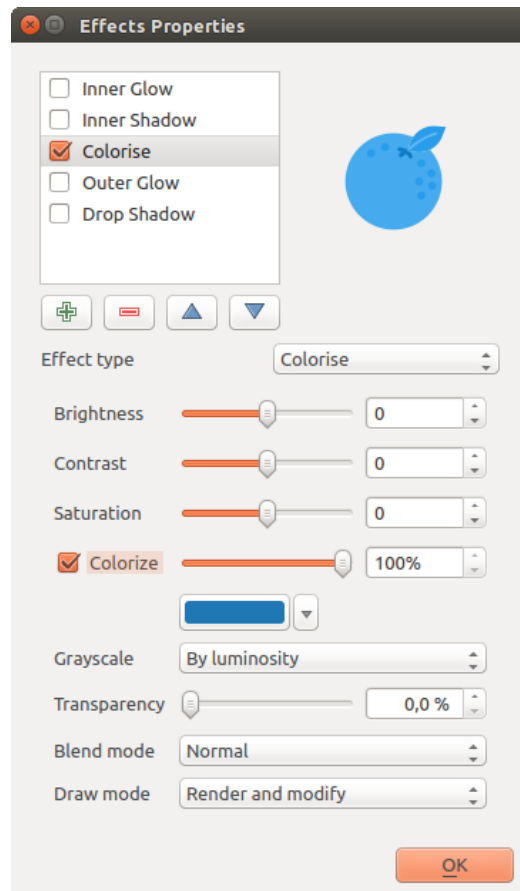 Effects Properties
Inner Glow
Inner Shadow
Colorise
Outer Glow
Drop Shadow
Effect type Colorise
Brightness 0
Contrast 0
Saturation 0
Colorize 100%
Grayscale By luminosity
Transparency 0,0 %
Blend mode Normal
Draw mode Render and modify
OK